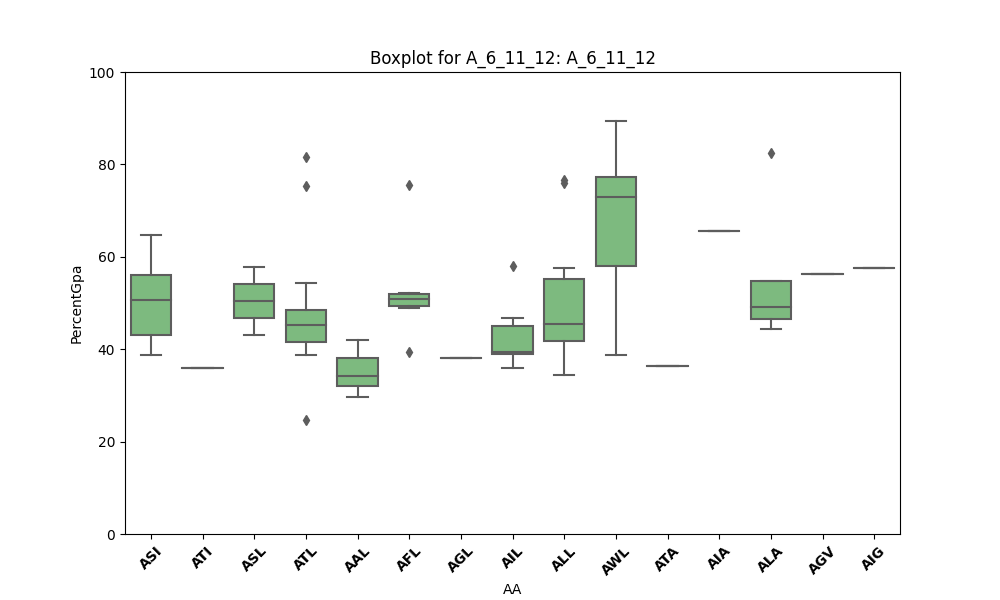 Boxplot for A_6_11_12: A_6_11_12
100
80
60
40
20
0
PercentGpa
ASI ATI ASL ATL AAL AFL AGL AIL ALL AWL ATA AIA ALA AGV AIG
AA